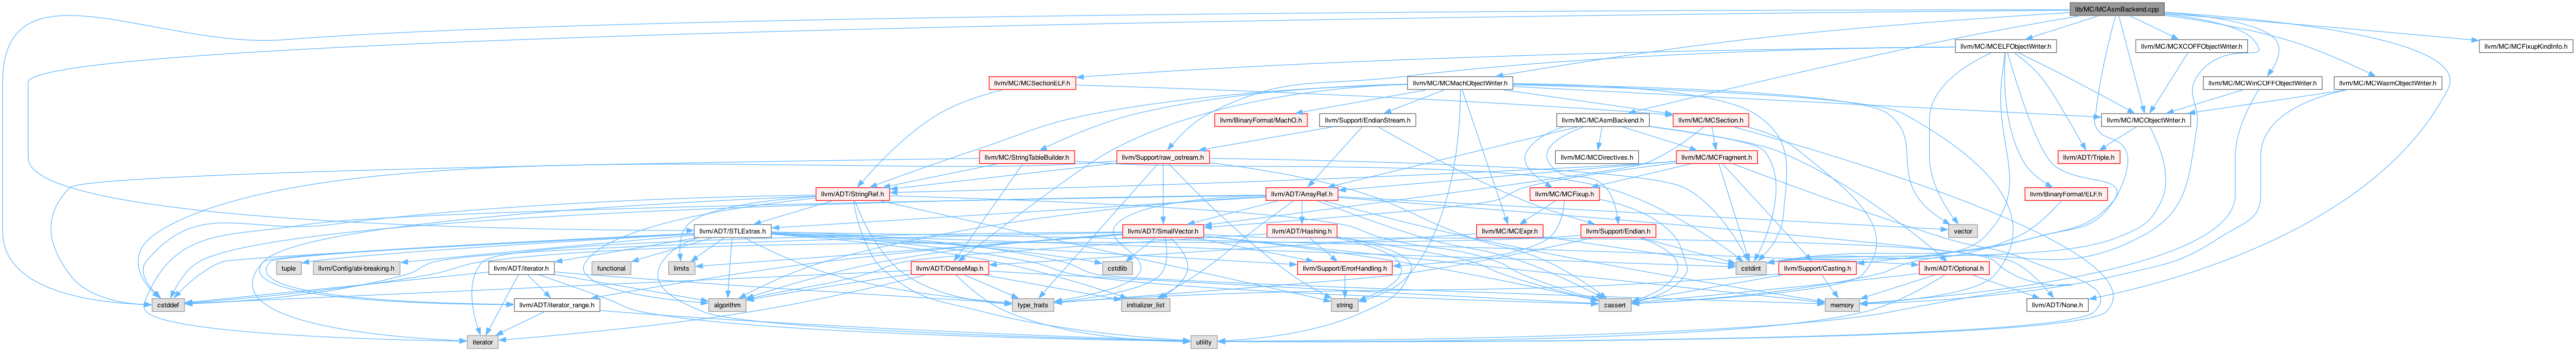 lib/MC/MCAsmBackend.cpp
llvm/MC/MCELFObjectWriter.h
llvm/MC/MCXCOFFObjectWriter.h
llvm/MC/MCFixupKindInfo.h
llvm/MC/MCSectionELF.h
llvm/MC/MCMachObjectWriter.h
llvm/MC/MCWinCOFFObjectWriter.h
llvm/MC/MCWasmObjectWriter.h
llvm/BinaryFormat/MachO.h
llvm/Support/EndianStream.h
llvm/MC/MCAsmBackend.h
llvm/MC/MCSection.h
llvm/MC/MCObjectWriter.h
llvm/MC/StringTableBuilder.h
llvm/Support/raw_ostream.h
llvm/MC/MCDirectives.h
llvm/MC/MCFragment.h
llvm/ADT/Triple.h
llvm/ADT/StringRef.h
llvm/ADT/ArrayRef.h
llvm/MC/MCFixup.h
llvm/BinaryFormat/ELF.h
llvm/ADT/STLExtras.h
llvm/ADT/SmallVector.h
llvm/ADT/Hashing.h
llvm/MC/MCExpr.h
llvm/Support/Endian.h
vector
tuple
llvm/Config/abi-breaking.h
llvm/ADT/iterator.h
functional
limits
cstdlib
llvm/ADT/DenseMap.h
llvm/Support/ErrorHandling.h
cstdint
llvm/Support/Casting.h
llvm/ADT/Optional.h
cstddef
llvm/ADT/iterator_range.h
algorithm
type_traits
initializer_list
string
cassert
memory
llvm/ADT/None.h
iterator
utility